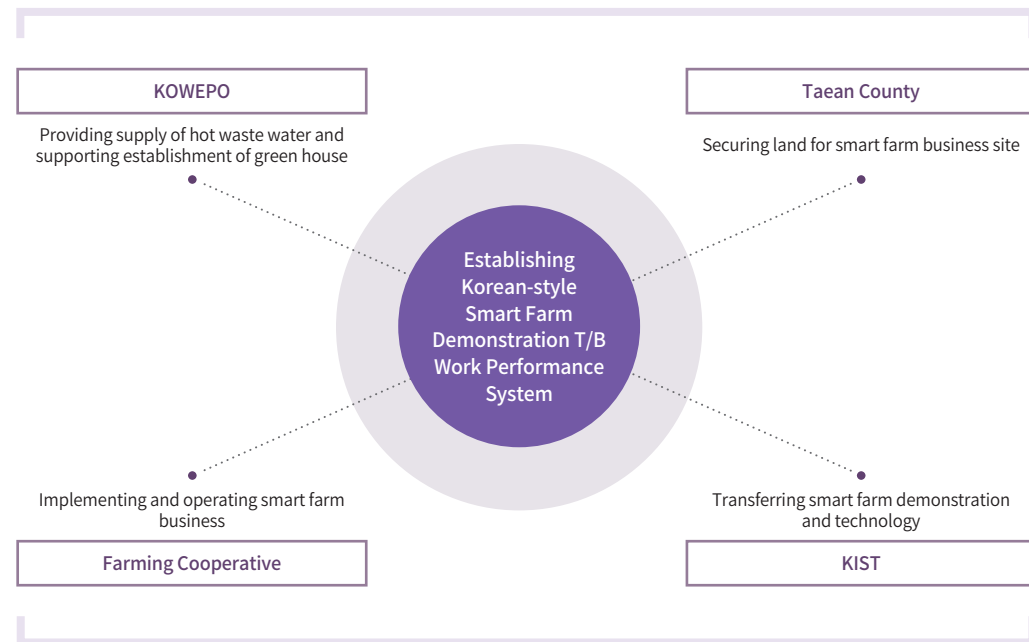 KOWEPO
Providing supply of hot waste water and
supporting establishment of green house
Taean County
Securing land for smart farm business site
Establishing
Korean-style
Smart Farm
Demonstration T/B
Work Performance
System
Implementing and operating smart farm
business
Farming Cooperative
Transferring smart farm demonstration
and technology
KIST